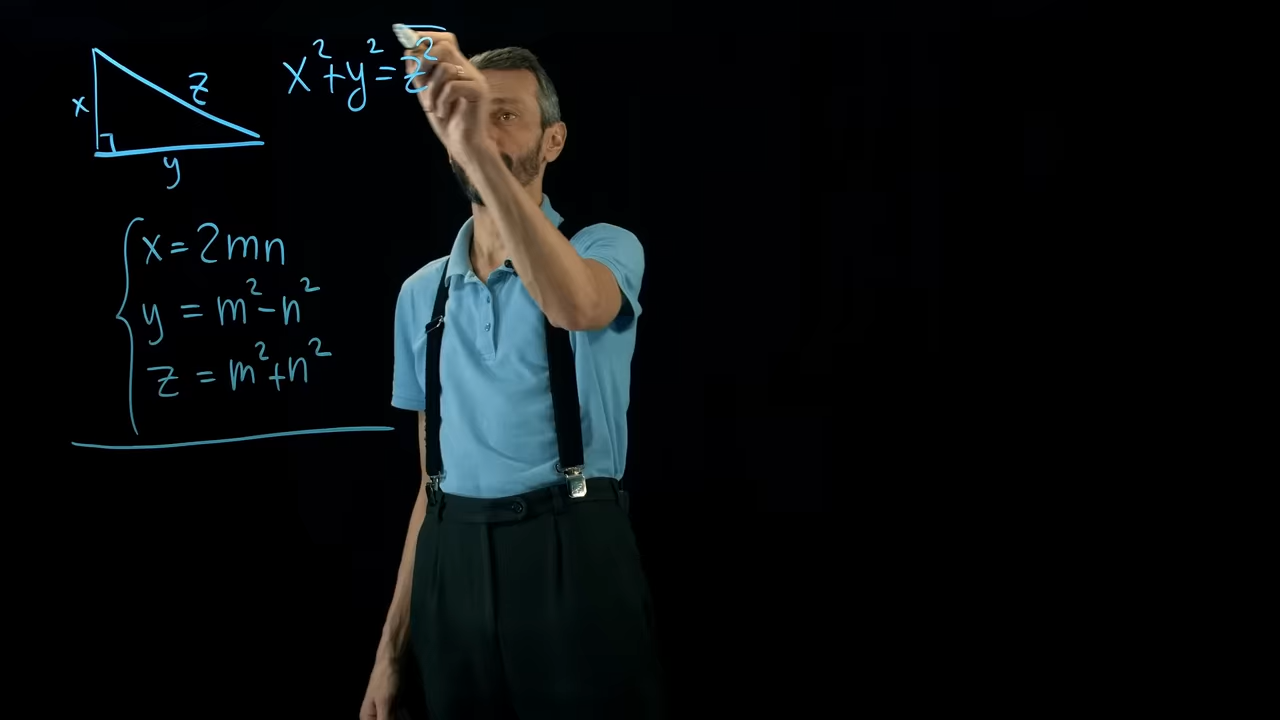 x² + y² = z²
x
z
y
x = 2mn
y = m² - n²
z = m² + n²